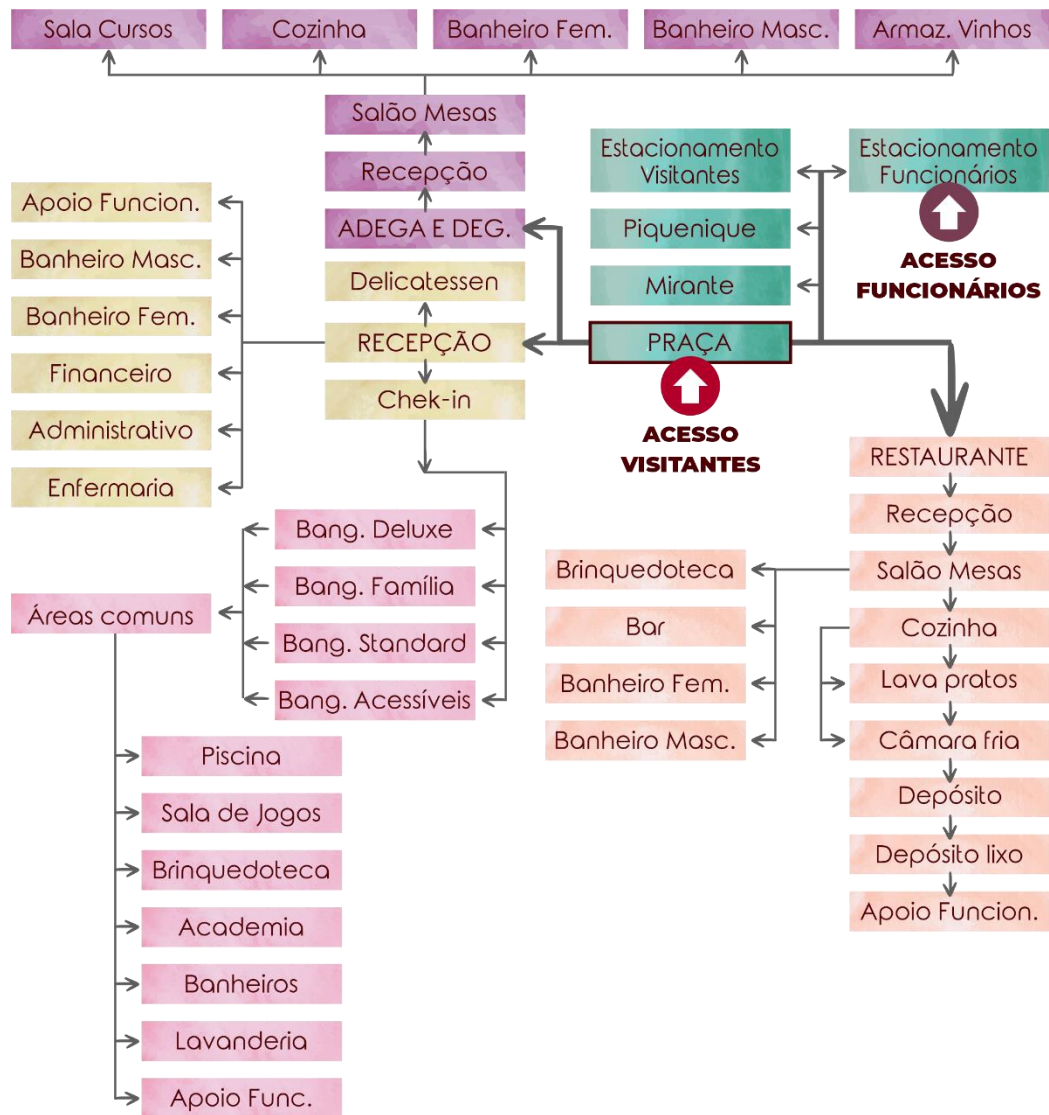 Sala Cursos
Cozinha
Banheiro Fem.
Banheiro Masc.
Armaz. Vinhos
Salão Mesas
Recepção
ADEGA E DEG.
Estacionamento
Visitantes
Estacionamento
Funcionários
ACESSO
FUNCIONÁRIOS
Piquenique
Mirante
PRAÇA
ACESSO
VISITANTES
Apoio Funcion.
Banheiro Masc.
Banheiro Fem.
Financeiro
Administrativo
Enfermaria
Delicatessen
RECEPÇÃO
Chek-in
Bang. Deluxe
Bang. Família
Bang. Standard
Bang. Acessíveis
Áreas comuns
Piscina
Sala de Jogos
Brinquedoteca
Academia
Banheiros
Lavanderia
Apoio Func.
RESTAURANTE
Recepção
Salão Mesas
Cozinha
Lava pratos
Câmara fria
Depósito
Depósito lixo
Apoio Funcion.
Brinquedoteca
Bar
Banheiro Fem.
Banheiro Masc.